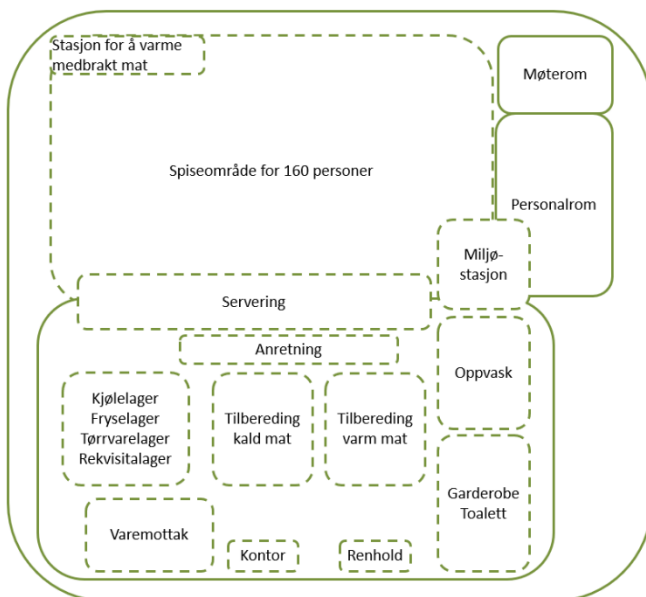 Stasjon for å varme
medbrakt mat
Møterom
Spiseområde for 160 personer
Personalrom
Miljø-
stasjon
Servering
Anretning
Oppvask
Kjølelager
Fryselager
Tørrvarelager
Rekvisitalager
Tilbereding
kald mat
Tilbereding
varm mat
Garderobe
Toalett
Varemottak
Kontor
Renhold